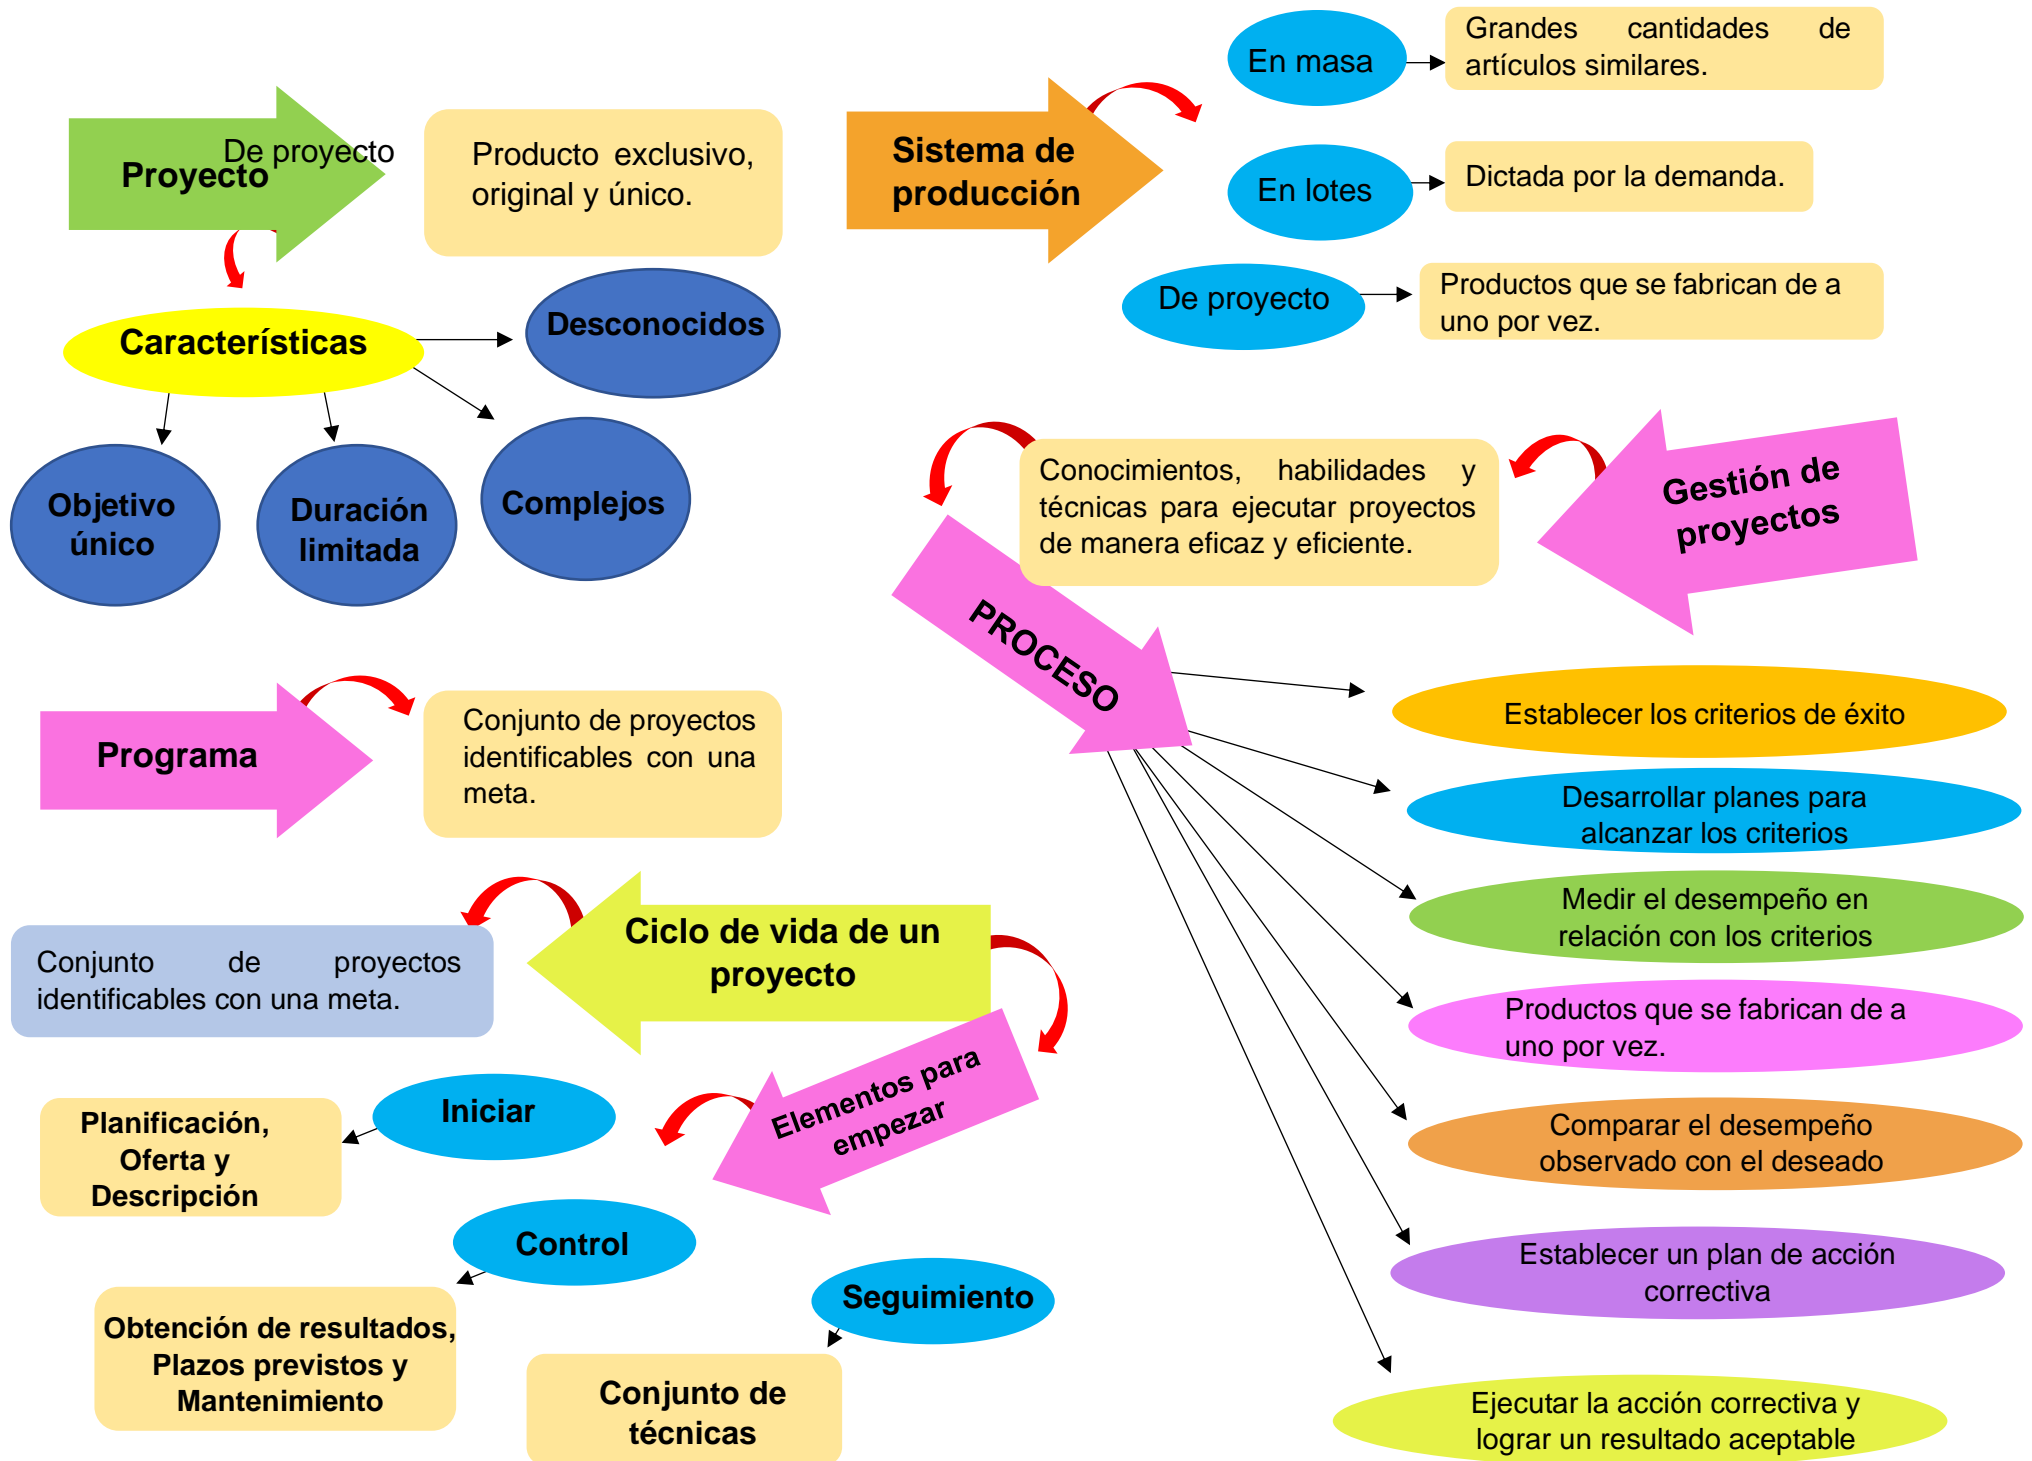 De proyecto
Proyecto
Producto exclusivo,
original y único.
Características
Desconocidos
Complejos
Duración
limitada
Objetivo
único
Sistema de
producción
En masa
Grandes cantidades de
artículos similares.
En lotes
Dictada por la demanda.
De proyecto
Productos que se fabrican de a
uno por vez.
Gestión de
proyectos
Conocimientos, habilidades y
técnicas para ejecutar proyectos
de manera eficaz y eficiente.
PROCESO
Establecer los criterios de éxito
Desarrollar planes para
alcanzar los criterios
Medir el desempeño en
relación con los criterios
Productos que se fabrican de a
uno por vez.
Comparar el desempeño
observado con el deseado
Establecer un plan de acción
correctiva
Ejecutar la acción correctiva y
lograr un resultado aceptable
Programa
Conjunto de proyectos
identificables con una
meta.
Ciclo de vida de un
proyecto
Conjunto de proyectos
identificables con una meta.
Elementos para
empezar
Iniciar
Planificación,
Oferta y
Descripción
Control
Obtención de resultados,
Plazos previstos y
Mantenimiento
Seguimiento
Conjunto de
técnicas